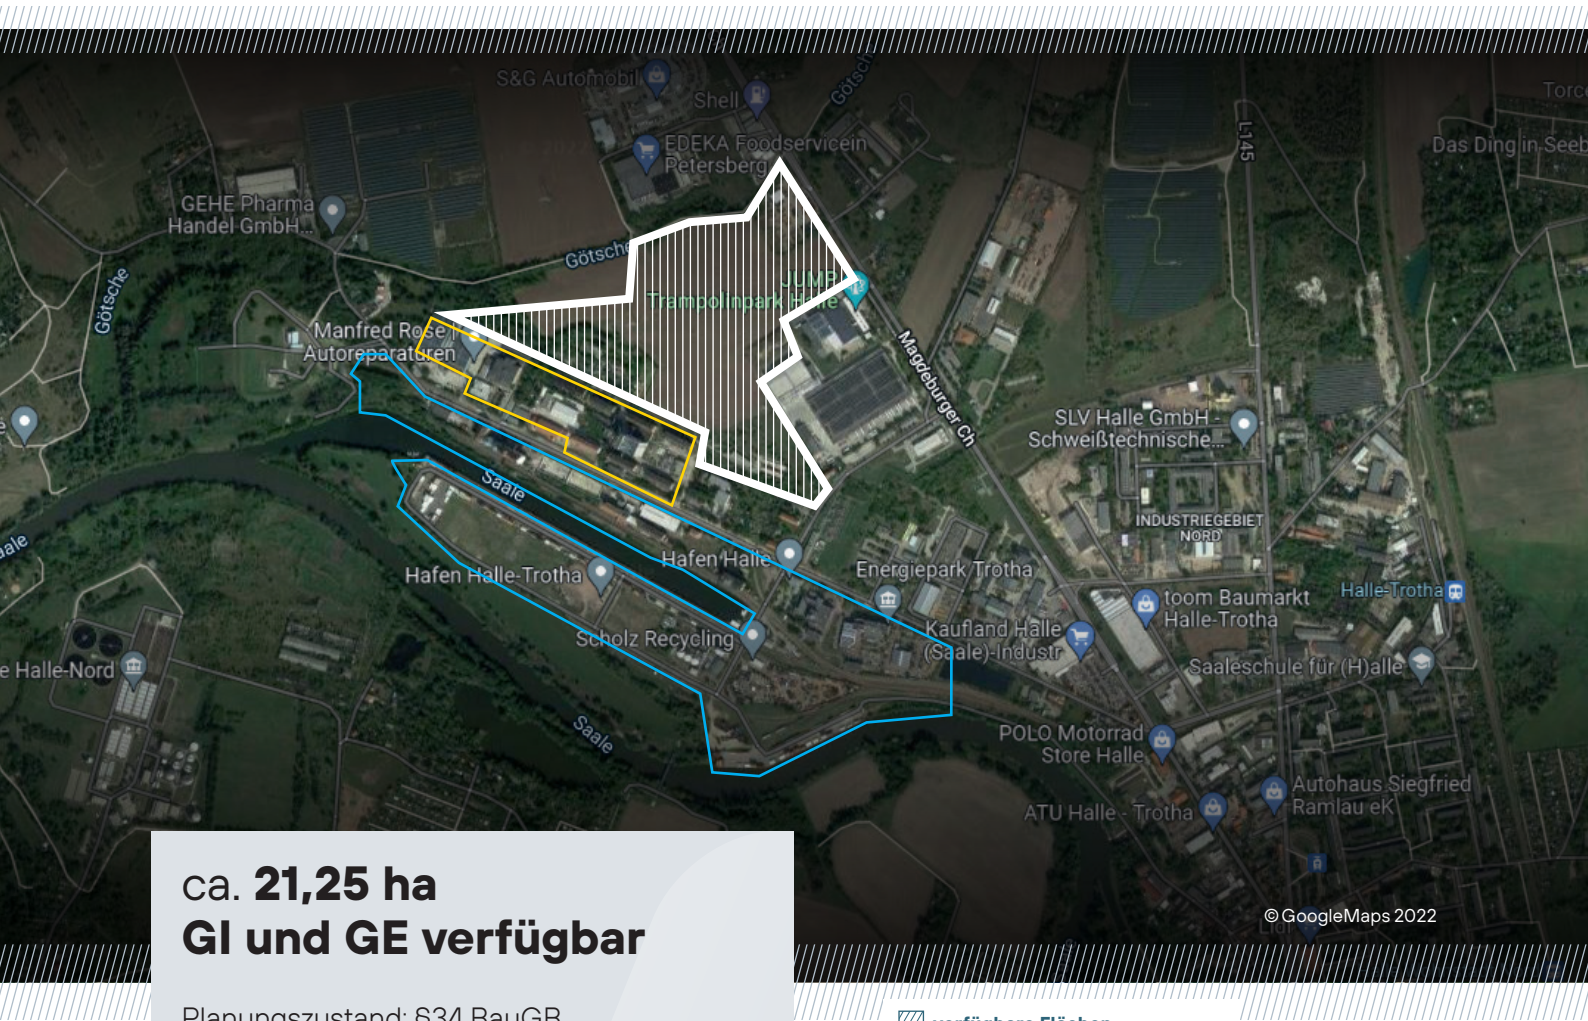 S&G Automobil
Shell
Götsche
EDEKA Foodservicein
Petersberg
L145
Das Ding in Seeb
GEHE Pharma
Handel GmbH...
Götsche
Götsche
JUMP
Trampolinpark Halle
Manfred Rose |
Autoreparaturen
Magdeburger Ch
SLV Halle GmbH -
Schweißtechnische...
Saale
INDUSTRIEGEBIET
NORD
Hafen Halle
Hafen Halle-Trotha
Energiepark Trotha
Halle-Trotha
toom Baumarkt
Halle-Trotha
Scholz Recycling
Kaufland Halle
(Saale)-Industr
e Halle-Nord
Saaleschule für (H)alle
Saale
POLO Motorrad
Store Halle
Autohaus Siegfried
Ramlau eK
ATU Halle - Trotha
ca. 21,25 ha
GI und GE verfügbar
©GoogleMaps 2022
Planungszustand: §34 BauGB
verfügbare Flächen